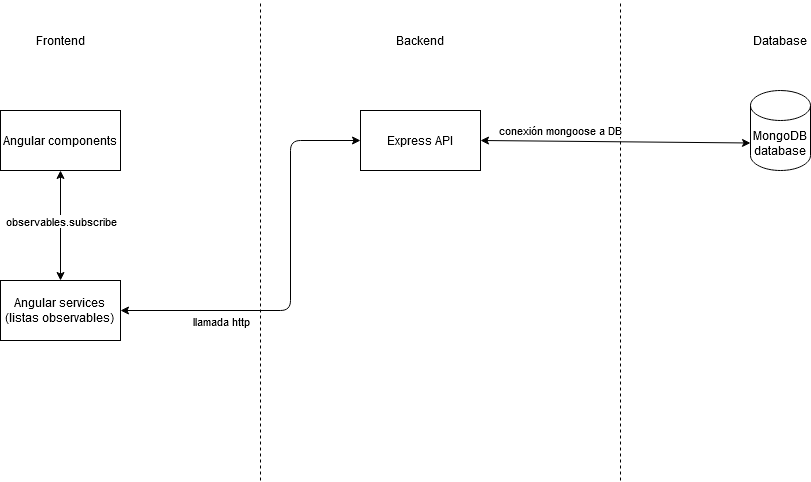 Frontend
Backend
Database
Angular components
Express API
conexión mongoose a DB
MongoDB
database
observables.subscribe
Angular services
(listas observables)
llamada http